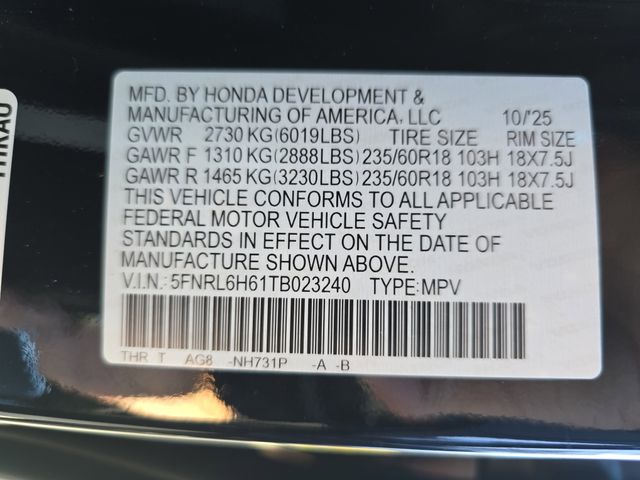 MFD. BY HONDA DEVELOPMENT &
MANUFACTURING OF AMERICA, LLC 10/'25
GVWR 2730 KG(6019LBS) TIRE SIZE RIM SIZE
GAWR F 1310 KG(2888LBS) 235/60R18 103H 18X7.5J
GAWR R 1465 KG(3230LBS) 235/60R18 103H 18X7.5J
THIS VEHICLE CONFORMS TO ALL APPLICABLE
FEDERAL MOTOR VEHICLE SAFETY
STANDARDS IN EFFECT ON THE DATE OF
MANUFACTURE SHOWN ABOVE.
V.I.N.: 5FNRL6H61TB023240 TYPE:MPV
THR T AG8 -NH731P -A -B